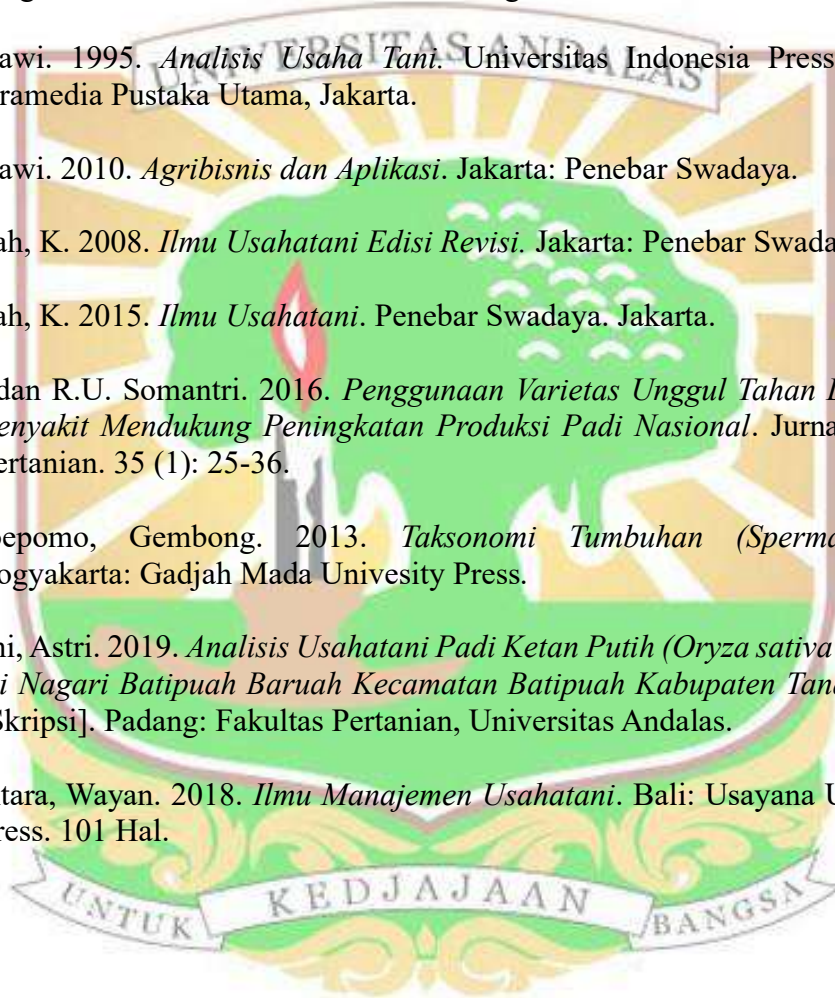 UNIVERSITAS ANDALAS
awi. 1995. Analisis Usaha Tani. Universitas Indonesia Press
ramedia Pustaka Utama, Jakarta.
awi. 2010. Agribisnis dan Aplikasi. Jakarta: Penebar Swadaya.
ah, K. 2008. Ilmu Usahatani Edisi Revisi. Jakarta: Penebar Swada
ah, K. 2015. Ilmu Usahatani. Penebar Swadaya. Jakarta.
dan R.U. Somantri. 2016. Penggunaan Varietas Unggul Tahan
enyakit Mendukung Peningkatan Produksi Padi Nasional. Jurna
ertanian. 35 (1): 25-36.
epomo, Gembong. 2013. Taksonomi Tumbuhan (Sperma
ogyakarta: Gadjah Mada Univesity Press.
ni, Astri. 2019. Analisis Usahatani Padi Ketan Putih (Oryza sativa
i Nagari Batipuah Baruah Kecamatan Batipuah Kabupaten Tana
Skripsi]. Padang: Fakultas Pertanian, Universitas Andalas.
tara, Wayan. 2018. Ilmu Manajemen Usahatani. Bali: Usayana U
ress. 101 Hal.
UNTUK KEDJAJAAN BANGSA